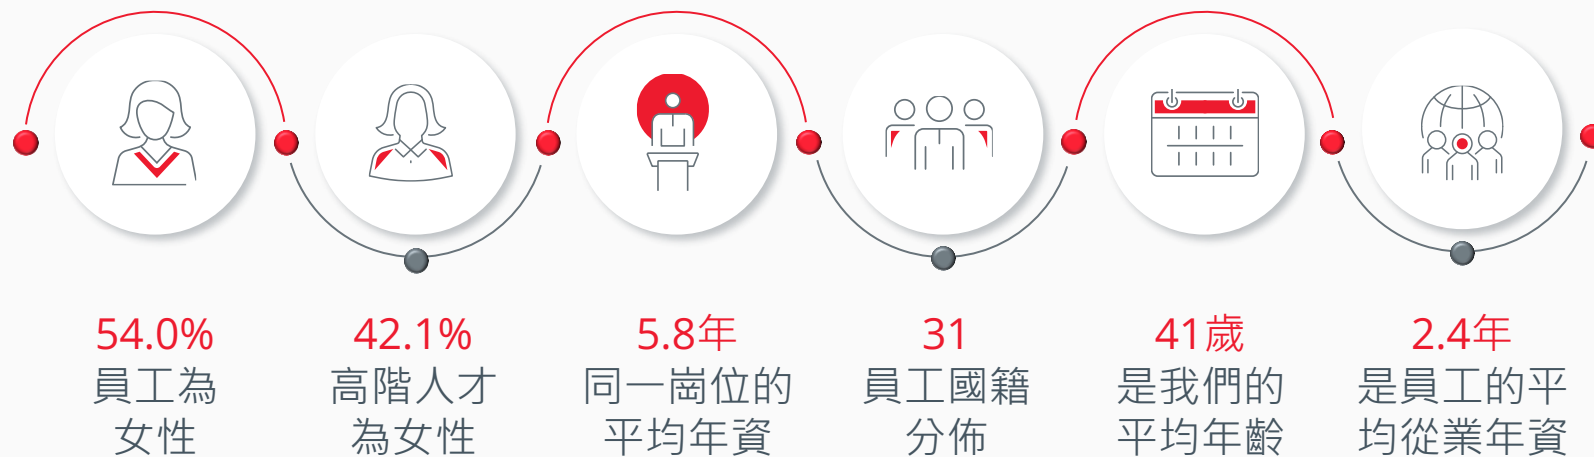 54.0%
員工為
女性
42.1%
高階人才
為女性
5.8年
同一崗位的
平均年資
31
員工國籍
分佈
41歲
是我們的
平均年齡
2.4年
是員工的平
均從業年資